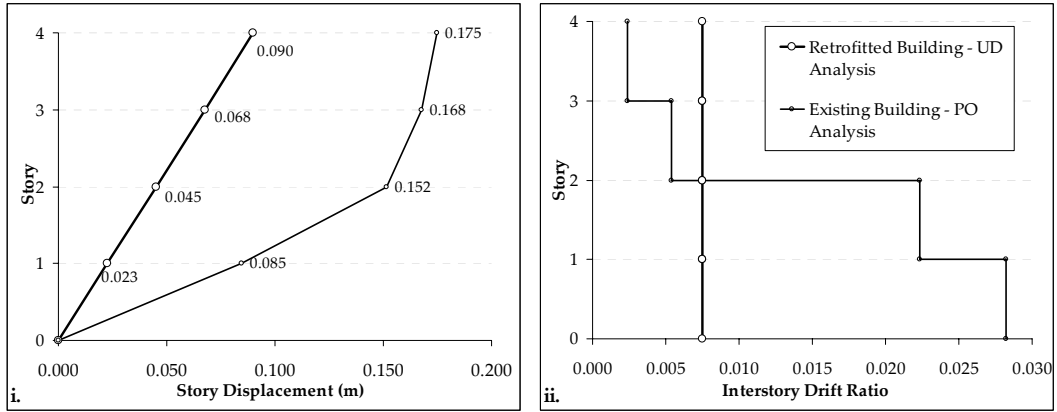 4
3
2
1
0
Story
0.090
0.068
0.045
0.023
0.175
0.168
0.152
0.085
0.000 0.050 0.100 0.150 0.200
Story Displacement (m)
i.
4
3
2
1
0
Story
Retrofitted Building - UD
Analysis
Existing Building - PO
Analysis
0.000 0.005 0.010 0.015 0.020 0.025 0.030
Interstory Drift Ratio
ii.